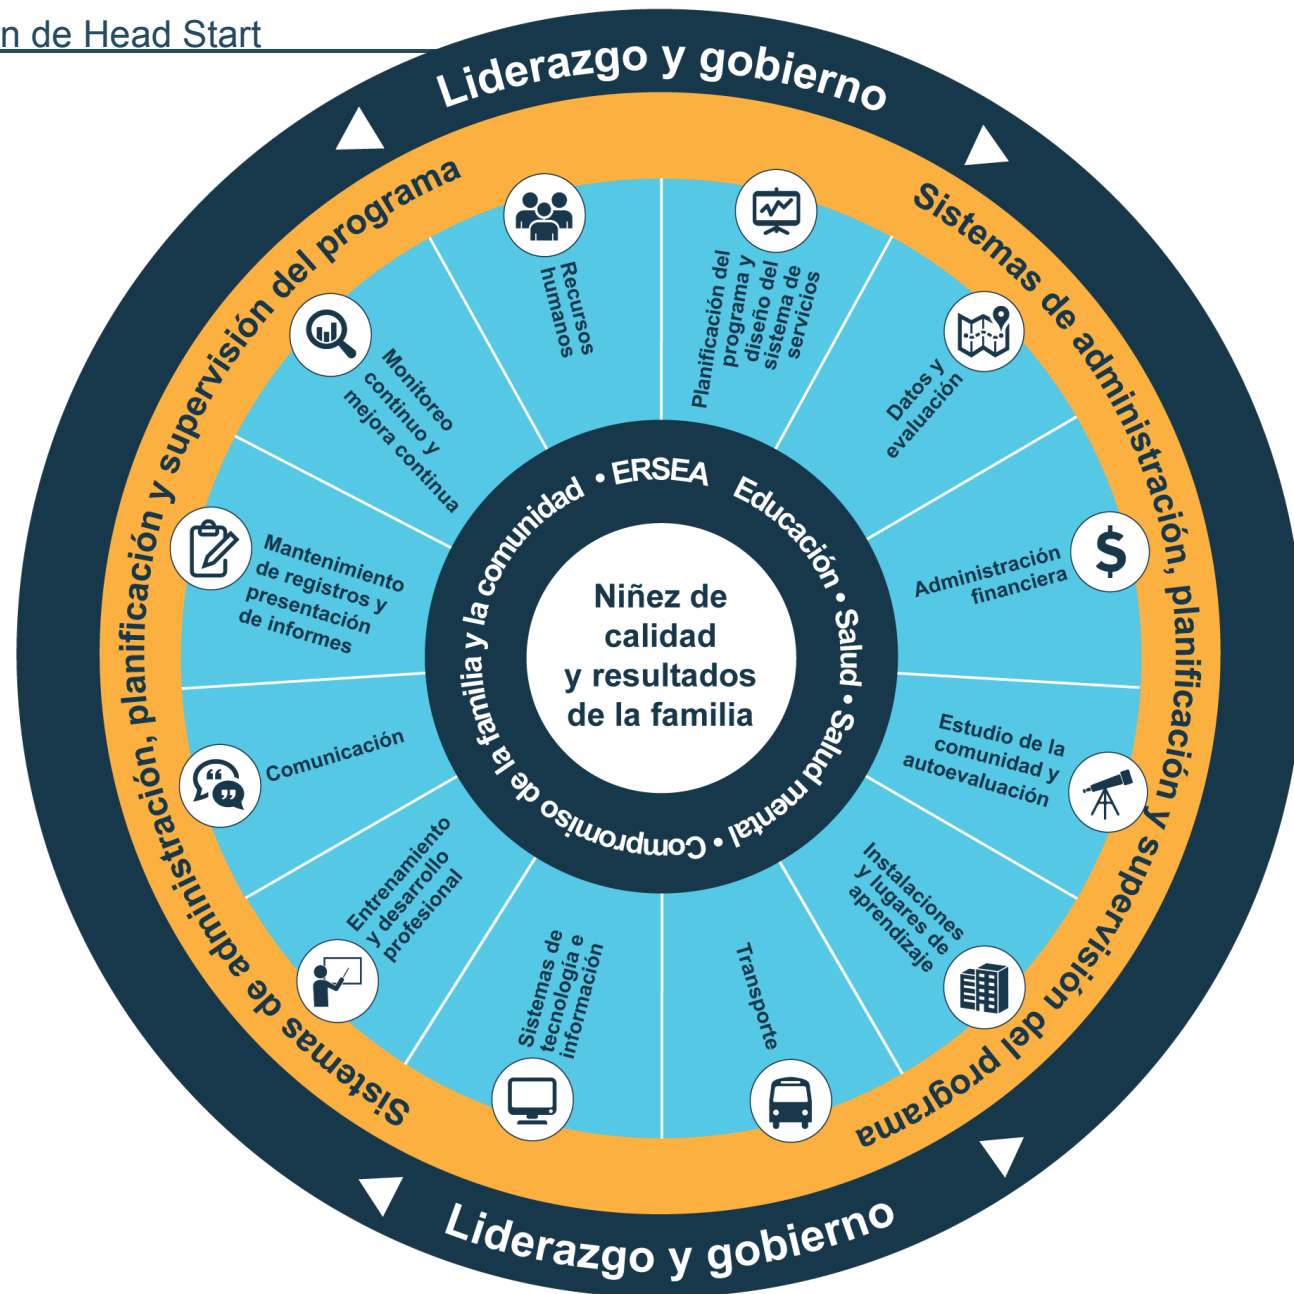 n de Head Start
Liderazgo y gobierno
Sistemas de administración, planificación y supervisión del programa
Sistemas de administración, planificación y supervisión del programa
Recursos
humanos
Planificación del
programa y
diseño del
sistema de
servicios
Datos y
evaluación
Administración
financiera
Estudio de la
comunidad y
autoevaluación
Instalaciones
y lugares de
aprendizaje
Transporte
Sistemas de
tecnología e
información
Entrenamiento
y desarrollo
profesional
Comunicación
Mantenimiento
de registros y
presentación
de informes
Monitoreo
continuo y
mejora continua
$
Educación • Salud • Salud mental • Compromiso de la familia y la comunidad • ERSEA
Niñez de
calidad
y resultados
de la familia
Liderazgo y gobierno